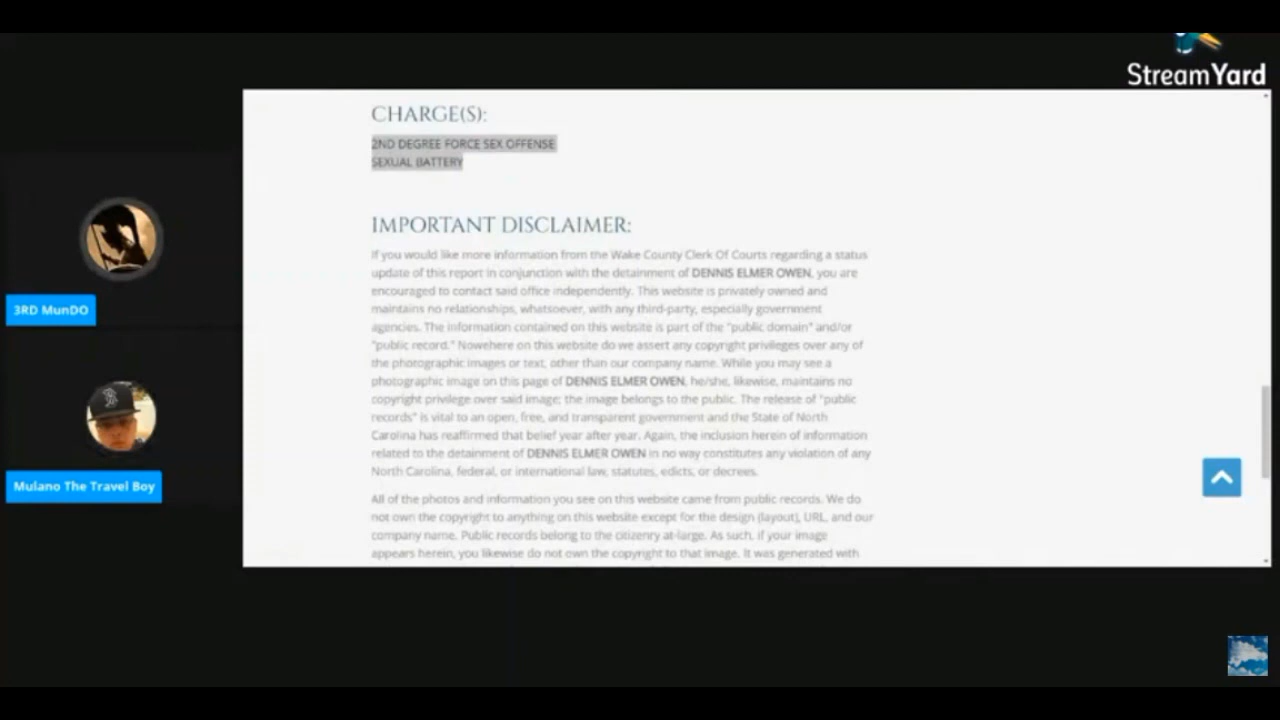 StreamYard
CHARGE(S):
2ND DEGREE FORCE SEX OFFENSE
SEXUAL BATTERY
IMPORTANT DISCLAIMER:
If you would like more information from the Wake County Clerk Of Courts regarding a status
update of this report in conjunction with the detainment of DENNIS ELMER OWEN, you are
encouraged to contact said office independently. This website is privately owned and
maintains no relationships, whatsoever, with any third-party, especially government
agencies. The information contained on this website is part of the "public domain" and/or
"public record." Nowehere on this website do we assert any copyright privileges over any of
the photographic images or text, other than our company name. While you may see a
photographic image on this page of DENNIS ELMER OWEN, he/she, likewise, maintains no
copyright privilege over said image; the image belongs to the public. The release of "public
records" is vital to an open, free, and transparent government and the State of North
Carolina has reaffirmed that belief year after year. Again, the inclusion herein of information
related to the detainment of DENNIS ELMER OWEN in no way constitutes any violation of any
North Carolina, federal, or international law, statutes, edicts, or decrees.
All of the photos and information you see on this website came from public records. We do
not own the copyright to anything on this website except for the design (layout), URL, and our
company name. Public records belong to the citizenry at-large. As such, if your image
appears herein, you likewise do not own the copyright to that image. It was generated with
3RD MunDO
Mulano The Travel Boy